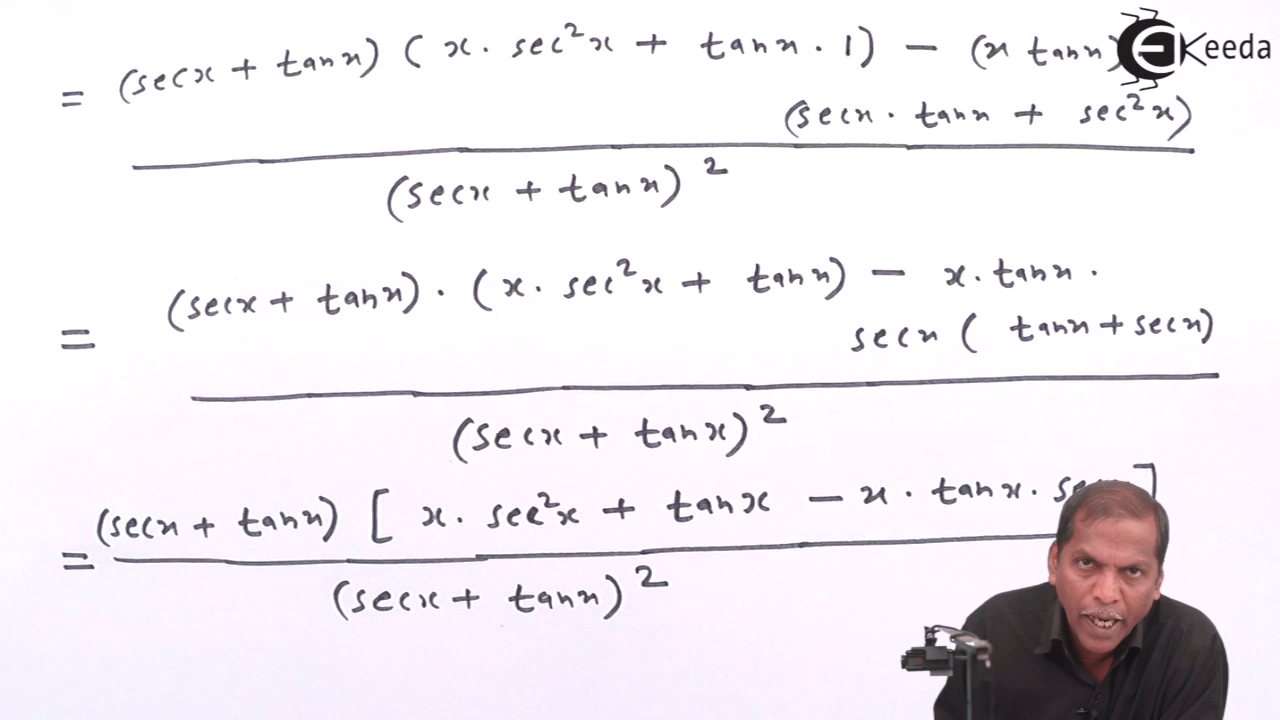 = (secx + tanx) (x. sec²x + tanx . 1) - (x tanx)
Keeda
(secx . tanx + sec²x)
(secx + tanx)²
= (secx + tanx) . (x. sec²x + tanx) - x. tanx .
secx ( tanx + secx)
(secx + tanx)²
= (secx + tanx) [ x. sec²x + tanx - x . tanx. ]
(secx + tanx)²